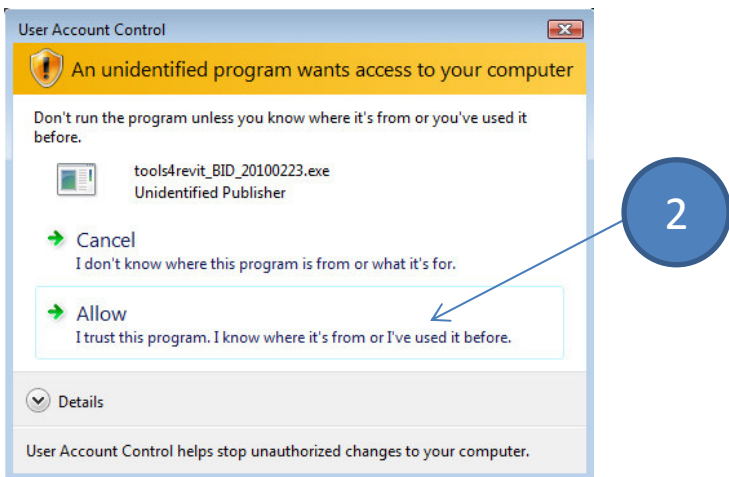 User Account Control
An unidentified program wants access to your computer
Don't run the program unless you know where it's from or you've used it
before.
tools4revit_BID_20100223.exe
Unidentified Publisher
Cancel
I don't know where this program is from or what it's for.
2
Allow
I trust this program. I know where it's from or I've used it before.
Details
User Account Control helps stop unauthorized changes to your computer.